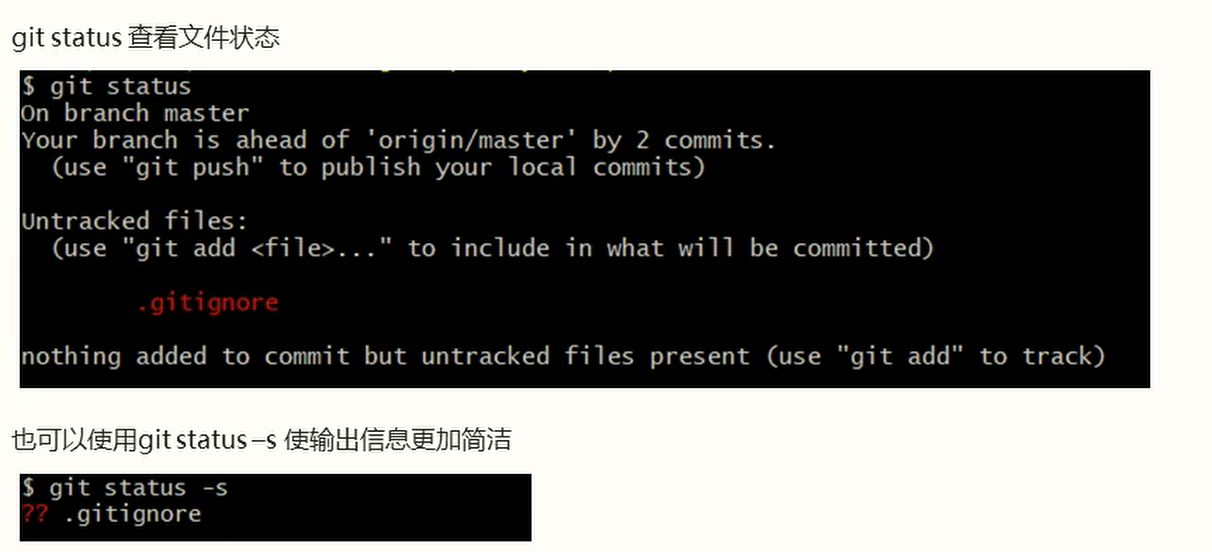 git status 查看文件状态
$ git status
On branch master
Your branch is ahead of 'origin/master' by 2 commits.
  (use "git push" to publish your local commits)
Untracked files:
  (use "git add <file>..." to include in what will be committed)
        .gitignore
nothing added to commit but untracked files present (use "git add" to track)
也可以使用git status –s 使输出信息更加简洁
$ git status -s
?? .gitignore